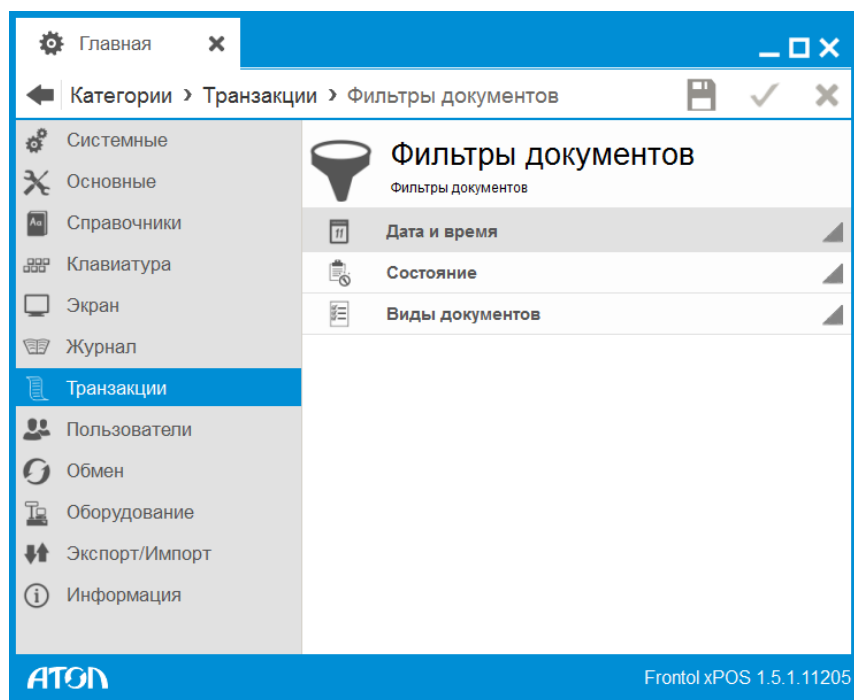 Главная
Категории › Транзакции › Фильтры документов
Системные
Основные
Справочники
Клавиатура
Экран
Журнал
Транзакции
Пользователи
Обмен
Оборудование
Экспорт/Импорт
Информация
Фильтры документов
Фильтры документов
11
Дата и время
Состояние
Виды документов
АТОЛ
Frontol xPOS 1.5.1.11205